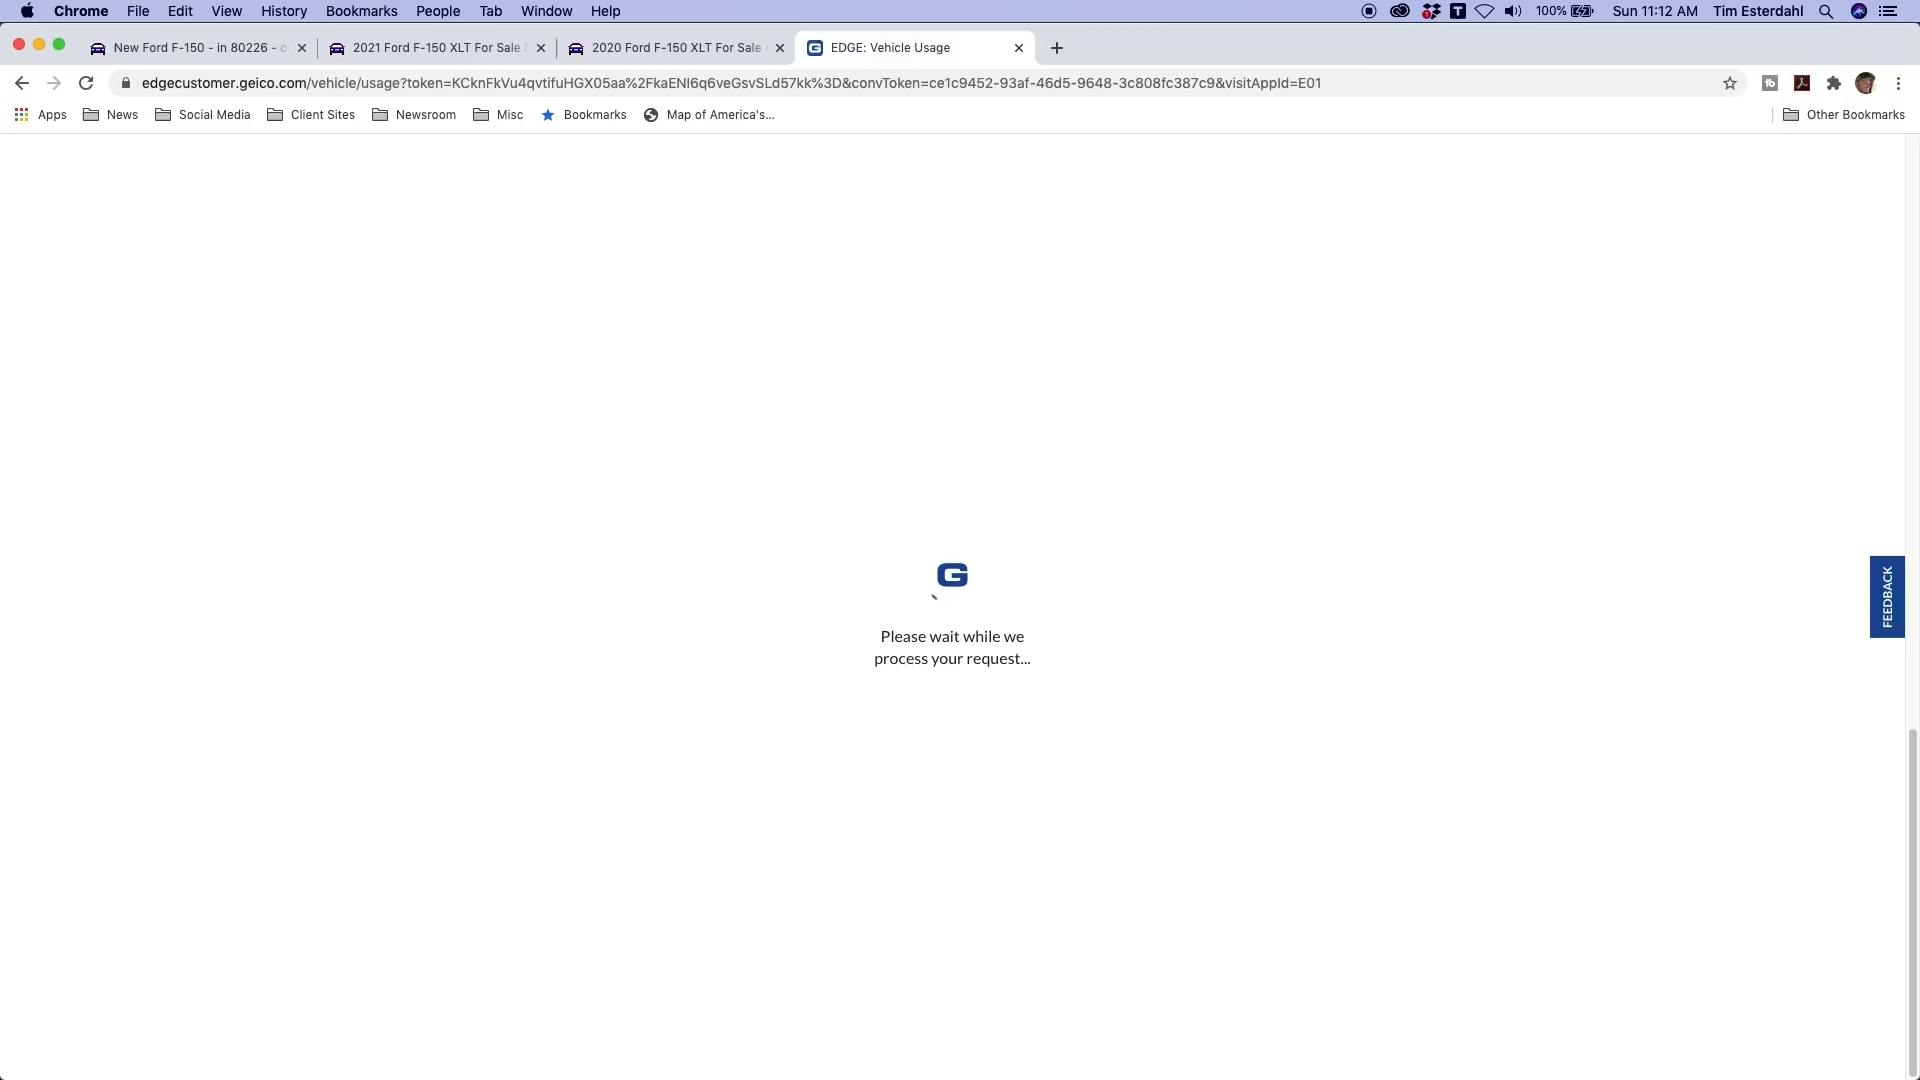 Chrome File Edit View History Bookmarks People Tab Window Help 100% Sun 11:12 AM Tim Esterdahl
New Ford F-150 - in 80226 - 2021 Ford F-150 XLT For Sale 2020 Ford F-150 XLT For Sale EDGE: Vehicle Usage
edgecustomer.geico.com/vehicle/usage?token=KCknFkVu4qvtifuHGX05aa%2FkaENI6q6veGsvSLd57kk%3D&convToken=ce1c9452-93af-46d5-9648-3c808fc387c9&visitAppId=E01
Apps News Social Media Client Sites Newsroom Misc Bookmarks Map of America's... Other Bookmarks
G
Please wait while we
process your request...
FEEDBACK